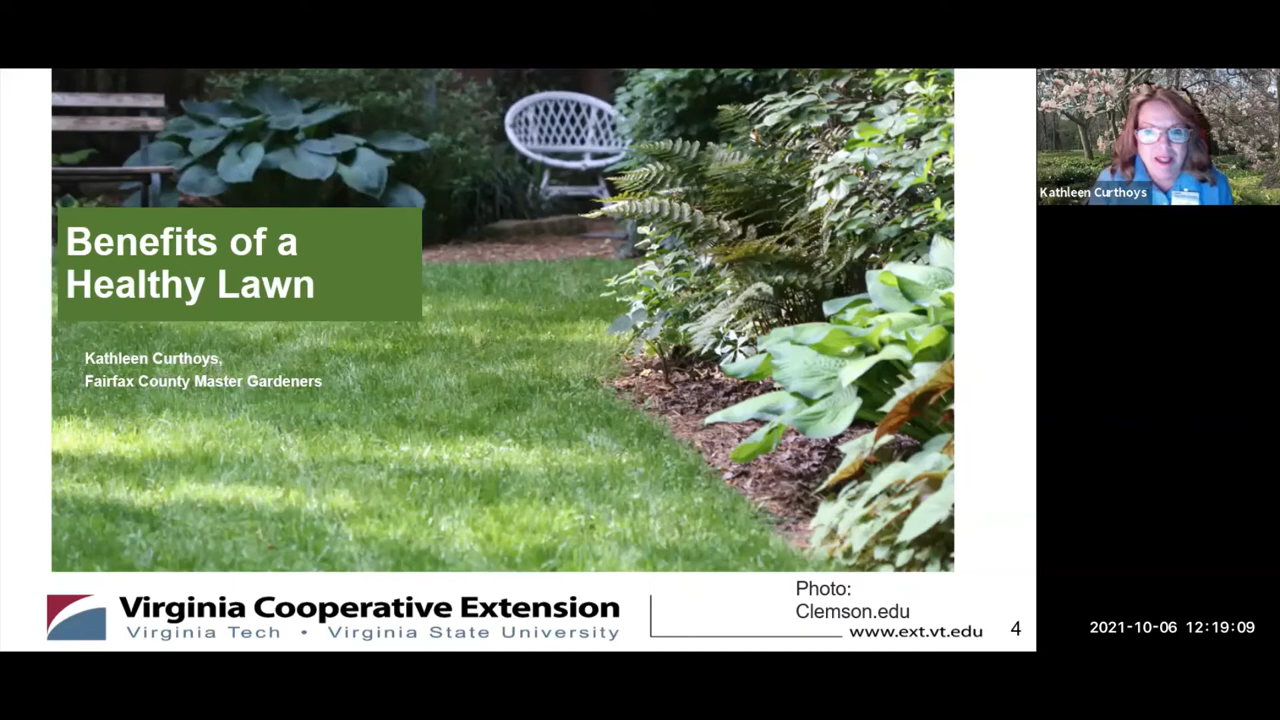 Benefits of a
Healthy Lawn
Kathleen Curthoys,
Fairfax County Master Gardeners
Kathleen Curthoys
Photo:
Clemson.edu
Virginia Cooperative Extension
Virginia Tech • Virginia State University
www.ext.vt.edu
4
2021-10-06 12:19:09